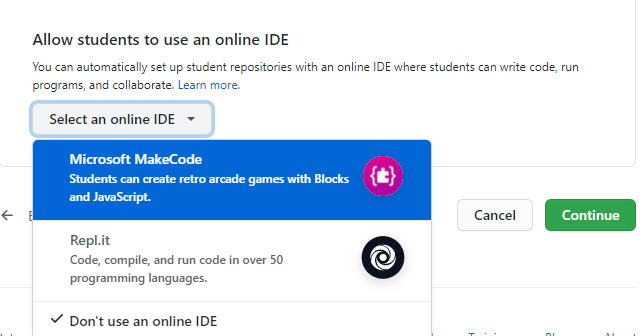 Allow students to use an online IDE
You can automatically set up student repositories with an online IDE where students can write code, run
programs, and collaborate. Learn more.
Select an online IDE
Microsoft MakeCode
Students can create retro arcade games with Blocks
and JavaScript.
Cancel
Continue
Repl.it
Code, compile, and run code in over 50
programming languages.
Don't use an online IDE